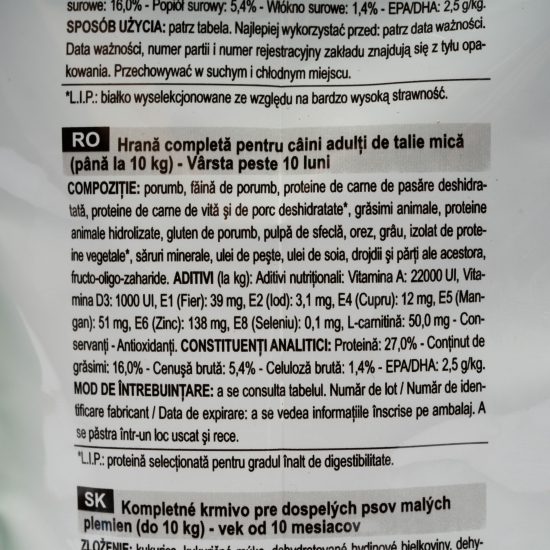 surowe: 16,0% - Popiół surowy: 5,4% - Włókno surowe: 1,4% - EPA/DHA: 2,5 g/kg.
SPOSÓB UŻYCIA: patrz tabela. Najlepiej wykorzystać przed: patrz data ważności.
Data ważności, numer partii i numer rejestracyjny zakładu znajdują się z tyłu opa-
kowania. Przechowywać w suchym i chłodnym miejscu.
*L.I.P.: białko wyselekcjonowane ze względu na bardzo wysoką strawność.
RO Hrană completă pentru câini adulți de talie mică
(până la 10 kg) - Vârsta peste 10 luni
COMPOZIȚIE: porumb, făină de porumb, proteine de carne de pasăre deshidra-
tată, proteine de carne de vită și de porc deshidratate*, grăsimi animale, proteine
animale hidrolizate, gluten de porumb, pulpă de sfeclă, orez, grâu, izolat de prote-
ine vegetale*, săruri minerale, ulei de pește, ulei de soia, drojdii și părți ale acestora,
fructo-oligo-zaharide. ADITIVI (la kg): Aditivi nutriționali: Vitamina A: 22000 UI, Vita-
mina D3: 1000 UI, E1 (Fier): 39 mg, E2 (Iod): 3,1 mg, E4 (Cupru): 12 mg, E5 (Man-
gan): 51 mg, E6 (Zinc): 138 mg, E8 (Seleniu): 0,1 mg, L-carnitină: 50,0 mg - Con-
servanți - Antioxidanți. CONSTITUENȚI ANALITICI: Proteină: 27,0% - Conținut de
grăsimi: 16,0% - Cenușă brută: 5,4% - Celuloză brută: 1,4% - EPA/DHA: 2,5 g/kg.
MOD DE ÎNTREBUINȚARE: a se consulta tabelul. Număr de lot / Număr de iden-
tificare fabricant / Data de expirare: a se vedea informațiile înscrise pe ambalaj. A
se păstra într-un loc uscat și rece.
*L.I.P.: proteină selecționată pentru gradul înalt de digestibilitate.
SK Kompletné krmivo pre dospelých psov malých
plemien (do 10 kg) - vek od 10 mesiacov
ZLOŽENIE: kukurica, kukuričná múka, dehydratované hydinové bielkoviny, dehy-